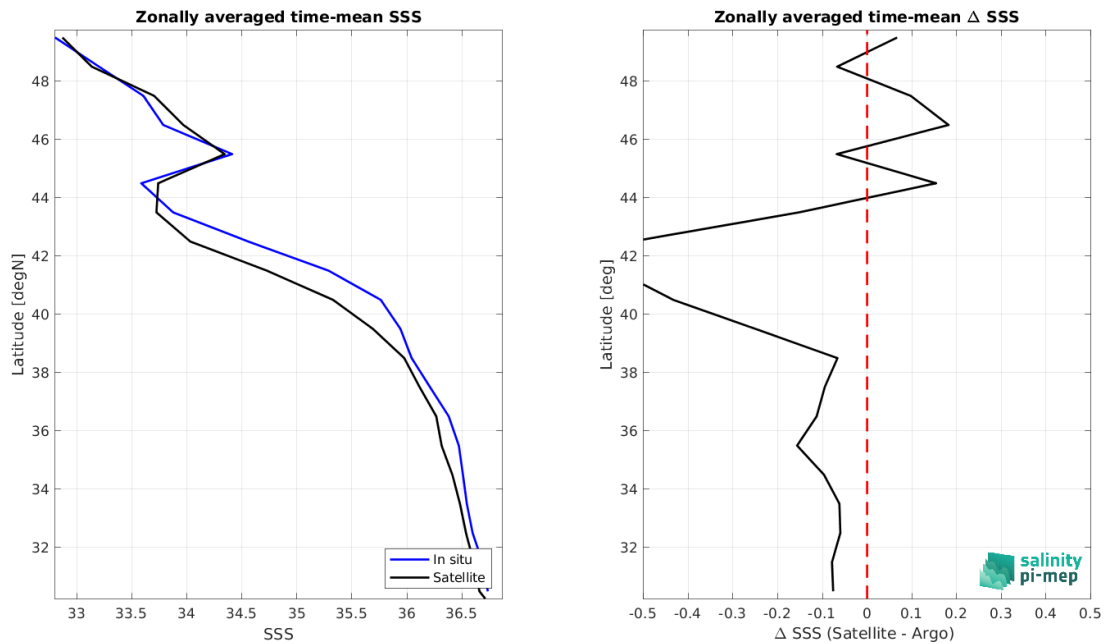 Zonally averaged time-mean SSS
Latitude [degN]
48
46
44
42
40
38
36
34
32
33 33.5 34 34.5 35 35.5 36 36.5
SSS
In situ
Satellite
Zonally averaged time-mean Δ SSS
Latitude [deg]
48
46
44
42
40
38
36
34
32
-0.5 -0.4 -0.3 -0.2 -0.1 0 0.1 0.2 0.3 0.4 0.5
Δ SSS (Satellite - Argo)
salinity
pi-mep